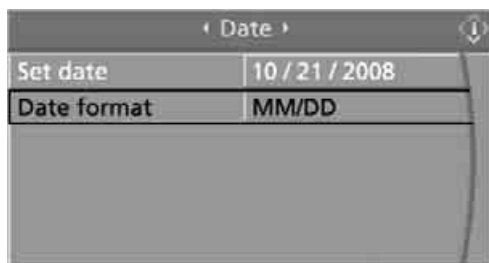 Date
Set date 10 / 21 / 2008
Date format MM/DD